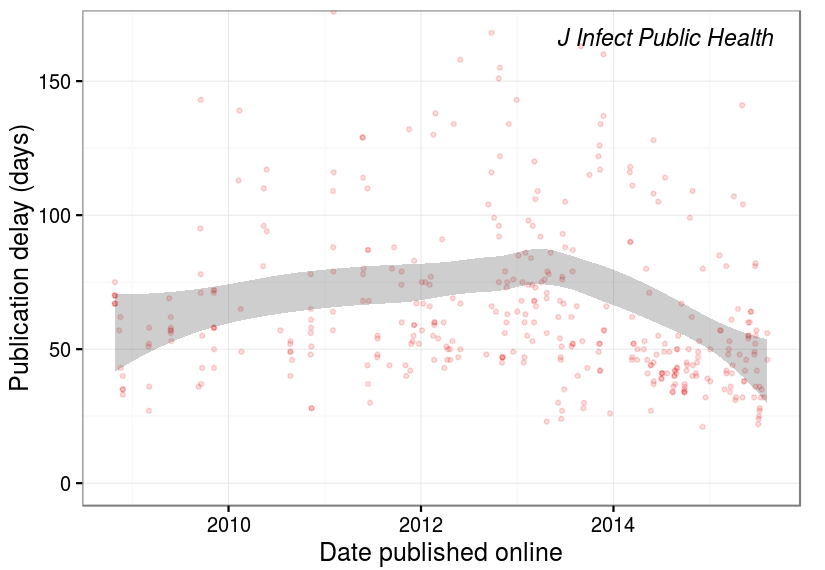 J Infect Public Health
Publication delay (days)
150
100
50
0
2010 2012 2014
Date published online